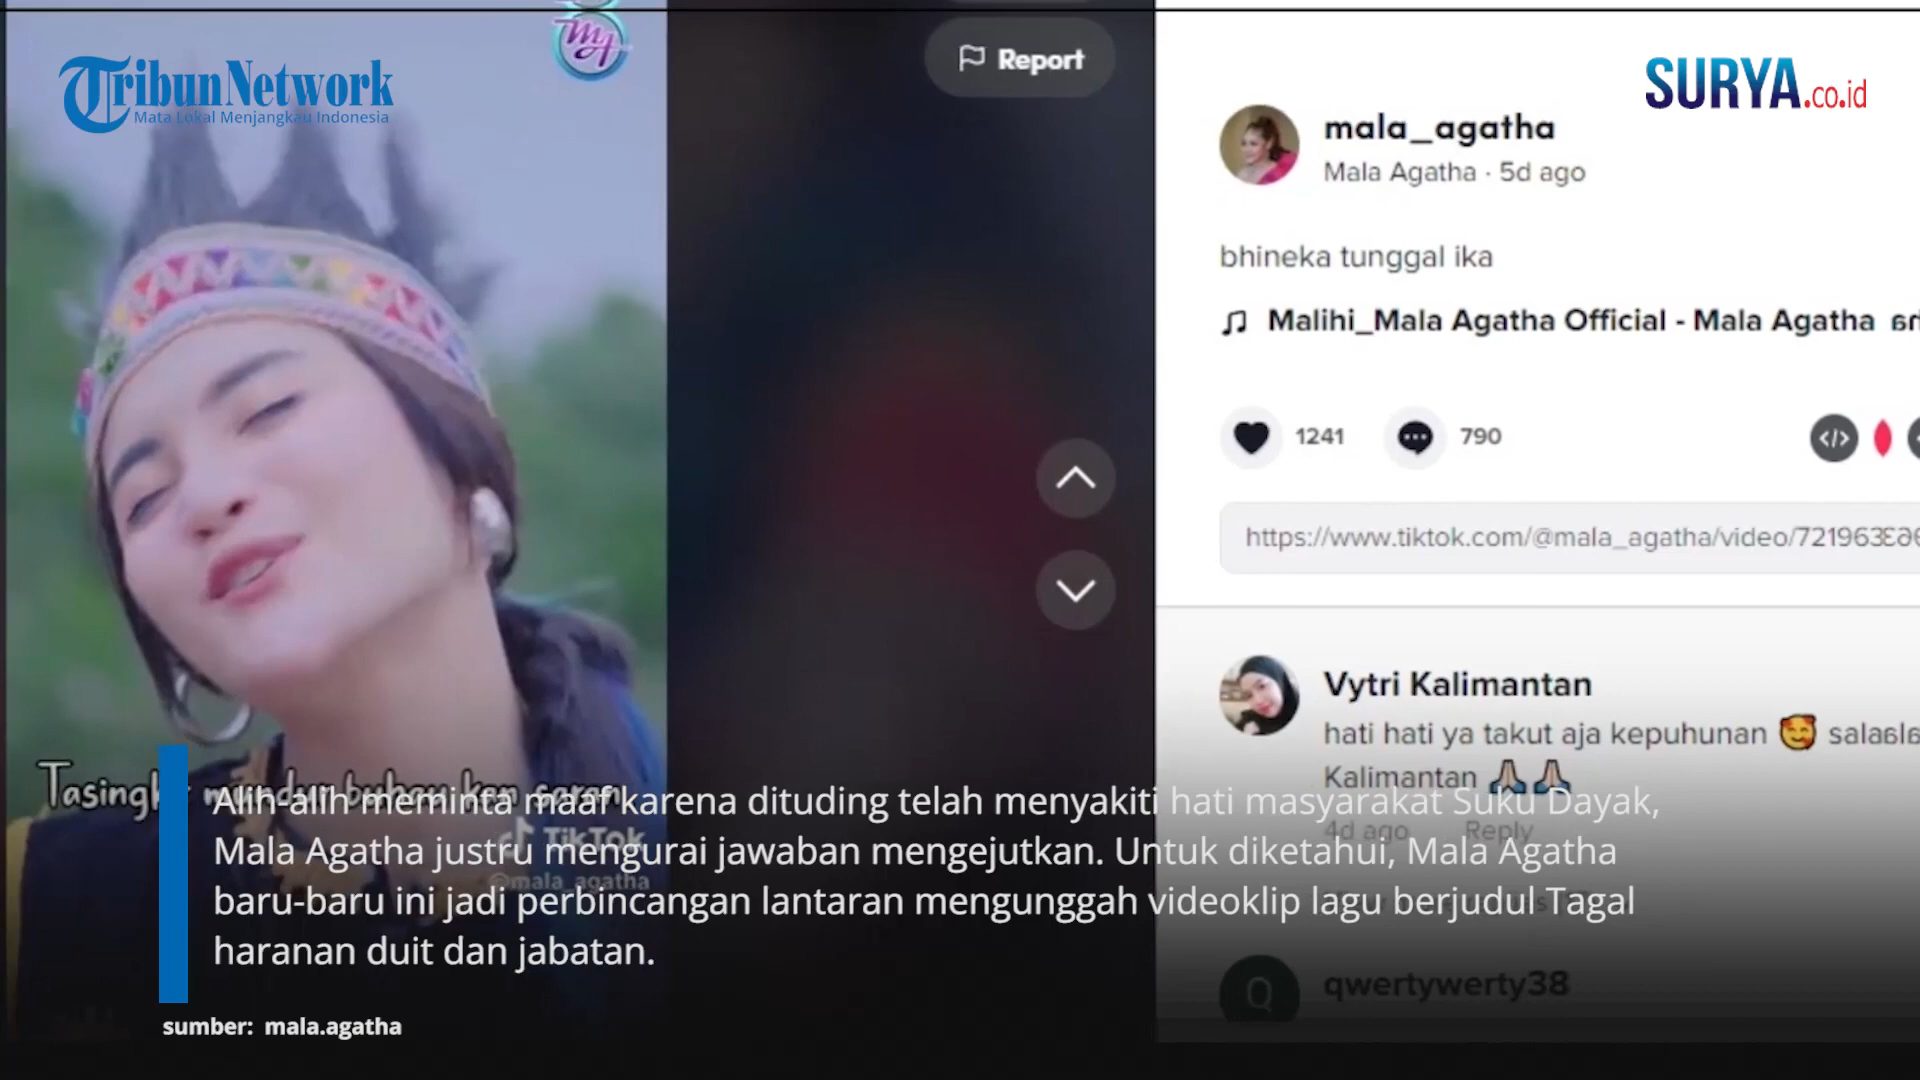 TribunNetwork
Mata Lokal Menjangkau Indonesia
MA
Report
SURYA.co.id
mala_agatha
Mala Agatha · 5d ago
bhineka tunggal ika
Malihi_Mala Agatha Official - Mala Agatha
1241
790
https://www.tiktok.com/@mala_agatha/video/721963
Vytri Kalimantan
hati hati ya takut aja kepuhunan 🥰
Kalimantan 🙏🏼🙏🏼
4d ago Reply
TikTok
@mala_agatha
Alih-alih meminta maaf karena dituding telah menyakiti hati masyarakat Suku Dayak,
Mala Agatha justru mengurai jawaban mengejutkan. Untuk diketahui, Mala Agatha
baru-baru ini jadi perbincangan lantaran mengunggah videoklip lagu berjudul Tagal
haranan duit dan jabatan.
Q
qwertywerty38
sumber: mala.agatha